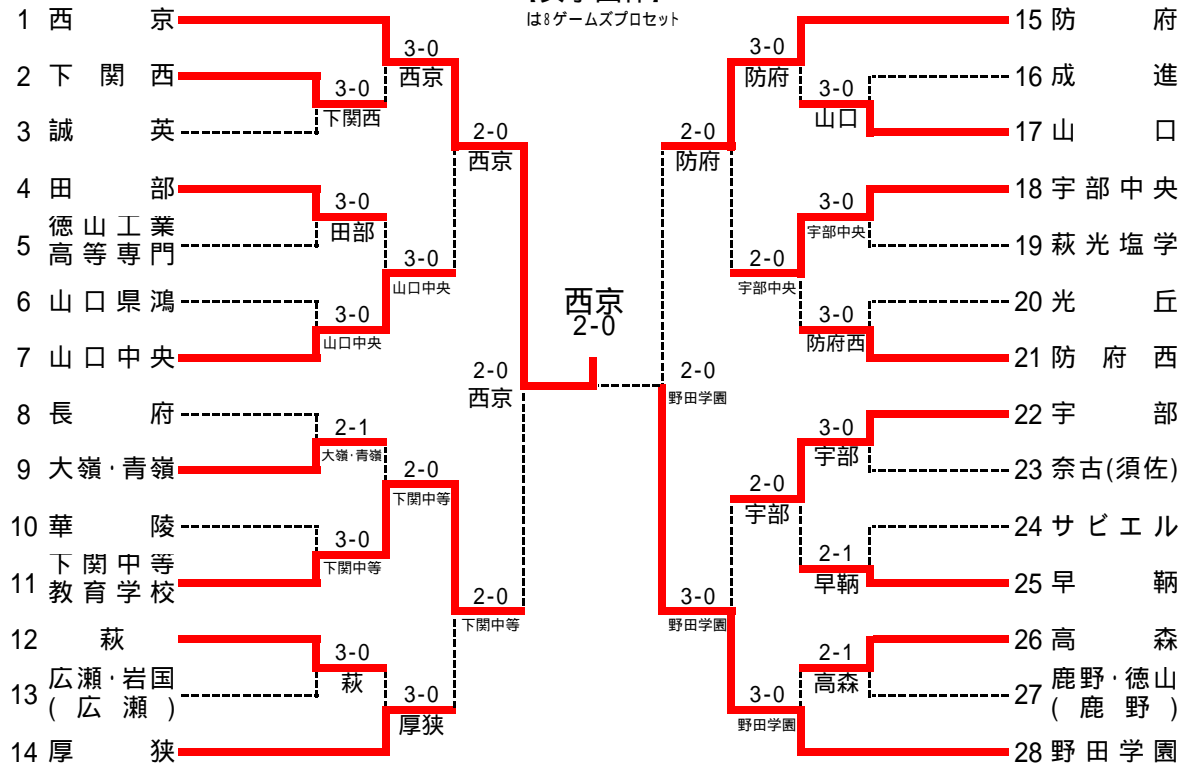 は8ゲームズプロセット
1 西 京
2 下 関 西
3 誠 英
4 田 部
5 徳 山 工 業
高 等 専 門
6 山 口 県 鴻
7 山 口 中 央
8 長 府
9 大嶺・青嶺
10 華 陵
11 下 関 中 等
教 育 学 校
12 萩
13 広瀬・岩国
( 広 瀬 )
14 厚 狭
3-0
下関西
3-0
田部
3-0
山口中央
2-1
大嶺・青嶺
3-0
下関中等
3-0
萩
3-0
西京
3-0
山口中央
2-0
下関中等
3-0
厚狭
2-0
西京
2-0
下関中等
2-0
西京
西京
2-0
2-0
野田学園
2-0
防府
3-0
野田学園
3-0
防府
2-0
宇部中央
2-0
宇部
3-0
野田学園
3-0
山口
3-0
宇部中央
3-0
防府西
3-0
宇部
2-1
早鞆
2-1
高森
15 防 府
16 成 進
17 山 口
18 宇 部 中 央
19 萩 光 塩 学
20 光 丘
21 防 府 西
22 宇 部
23 奈古(須佐)
24 サ ビ エ ル
25 早 鞆
26 高 森
27 鹿野・徳山
( 鹿 野 )
28 野 田 学 園